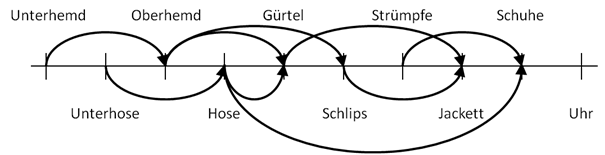 Unterhemd Oberhemd Gürtel Strümpfe Schuhe
Unterhose Hose Schlips Jackett Uhr